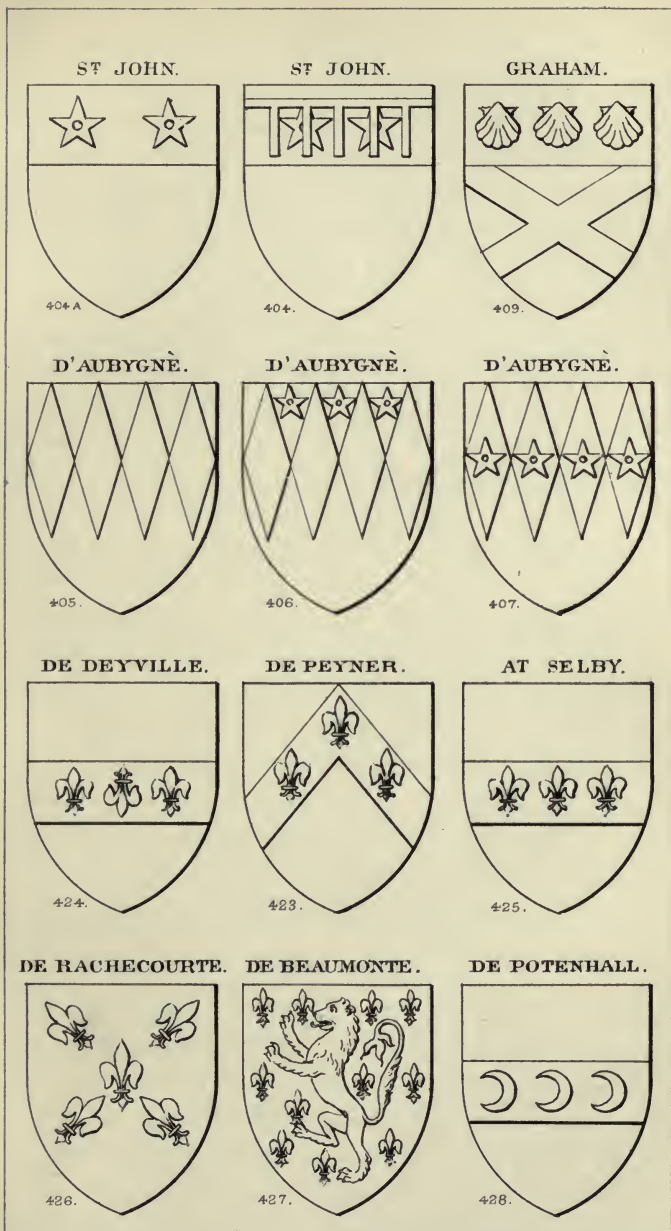 ST JOHN.
ST JOHN.
GRAHAM.
404A
404.
409.
D'AUBYGNÈ.
D'AUBYGNÈ.
D'AUBYGNÈ.
405.
406.
407.
DE DEYVILLE.
DE PEYNER.
AT SELBY.
424.
423.
425.
DE RACHECOURTE.
DE BEAUMONTE.
DE POTENHALL.
426.
427.
428.